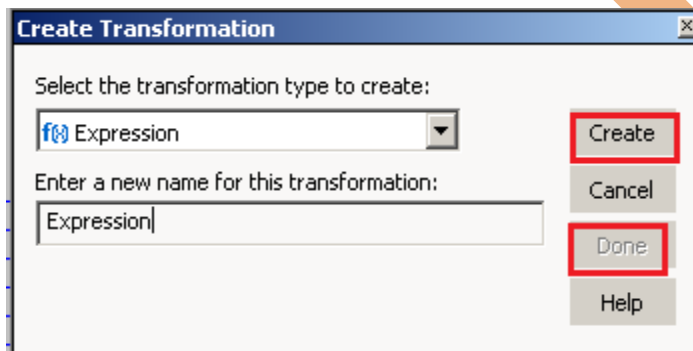 Create Transformation
Select the transformation type to create:
f(x) Expression
Create
Enter a new name for this transformation:
Cancel
Expression
Done
Help